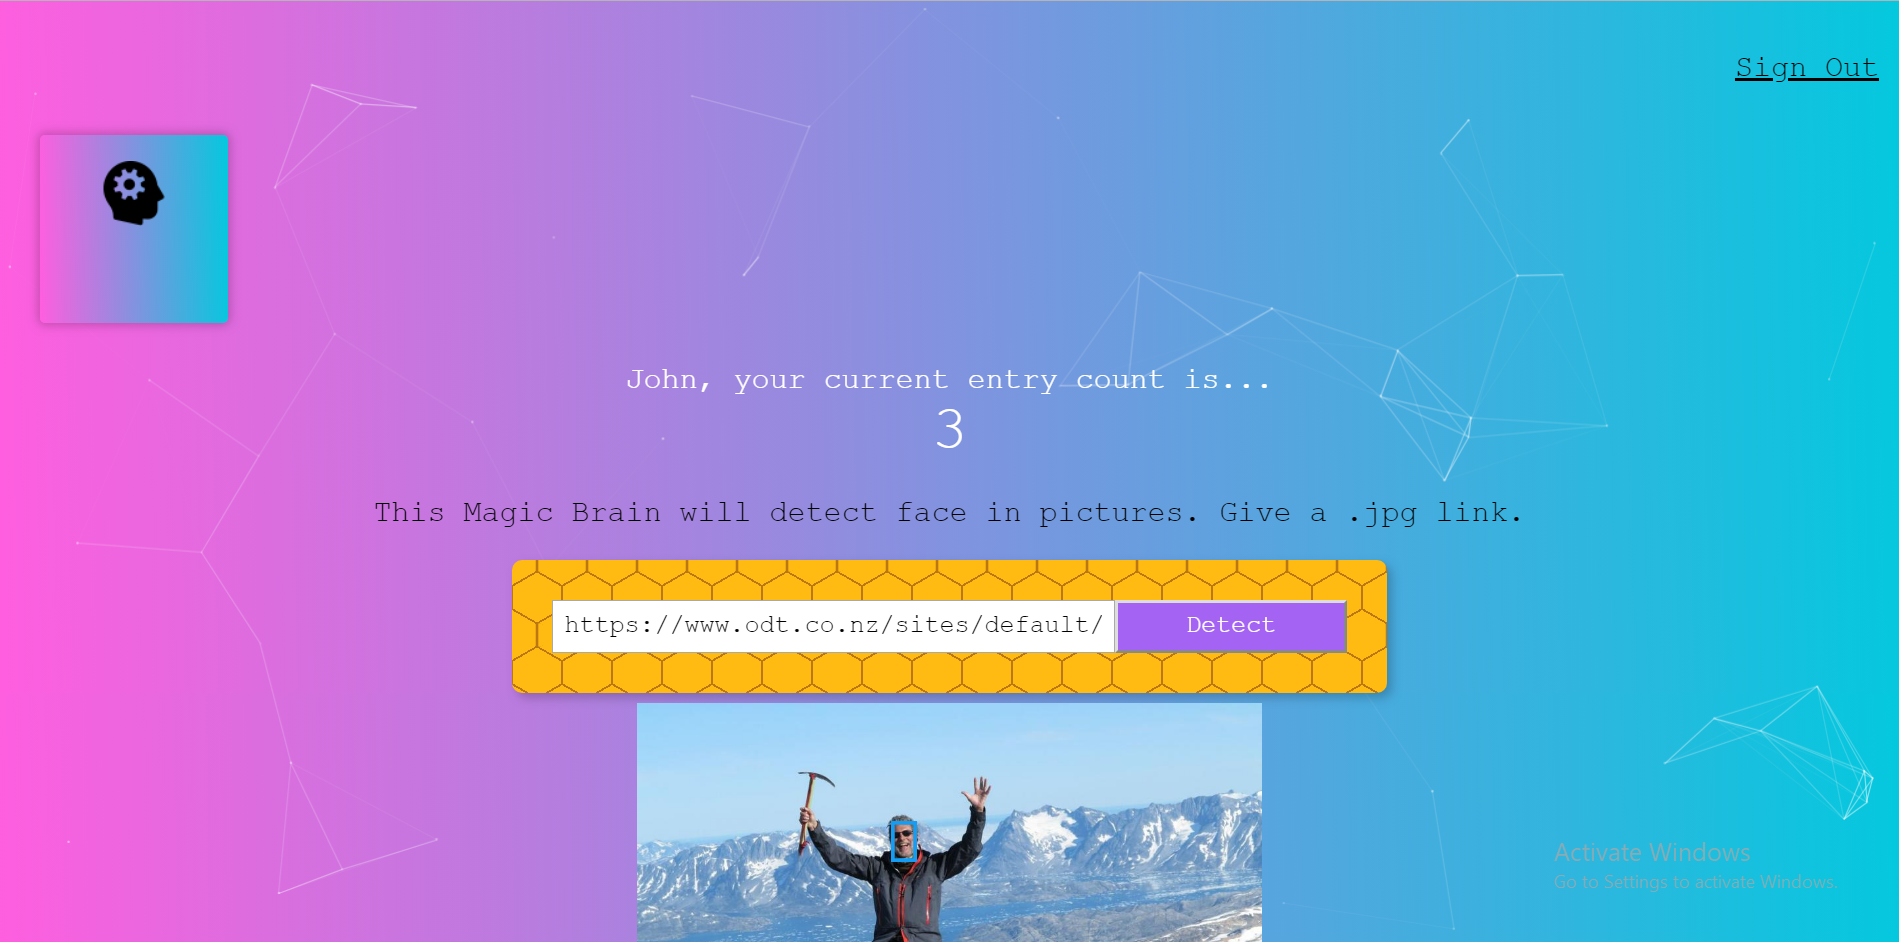 Sign Out
John, your current entry count is...
3
This Magic Brain will detect face in pictures. Give a .jpg link.
https://www.odt.co.nz/sites/default/
Detect
Activate Windows
Go to Settings to activate Windows.